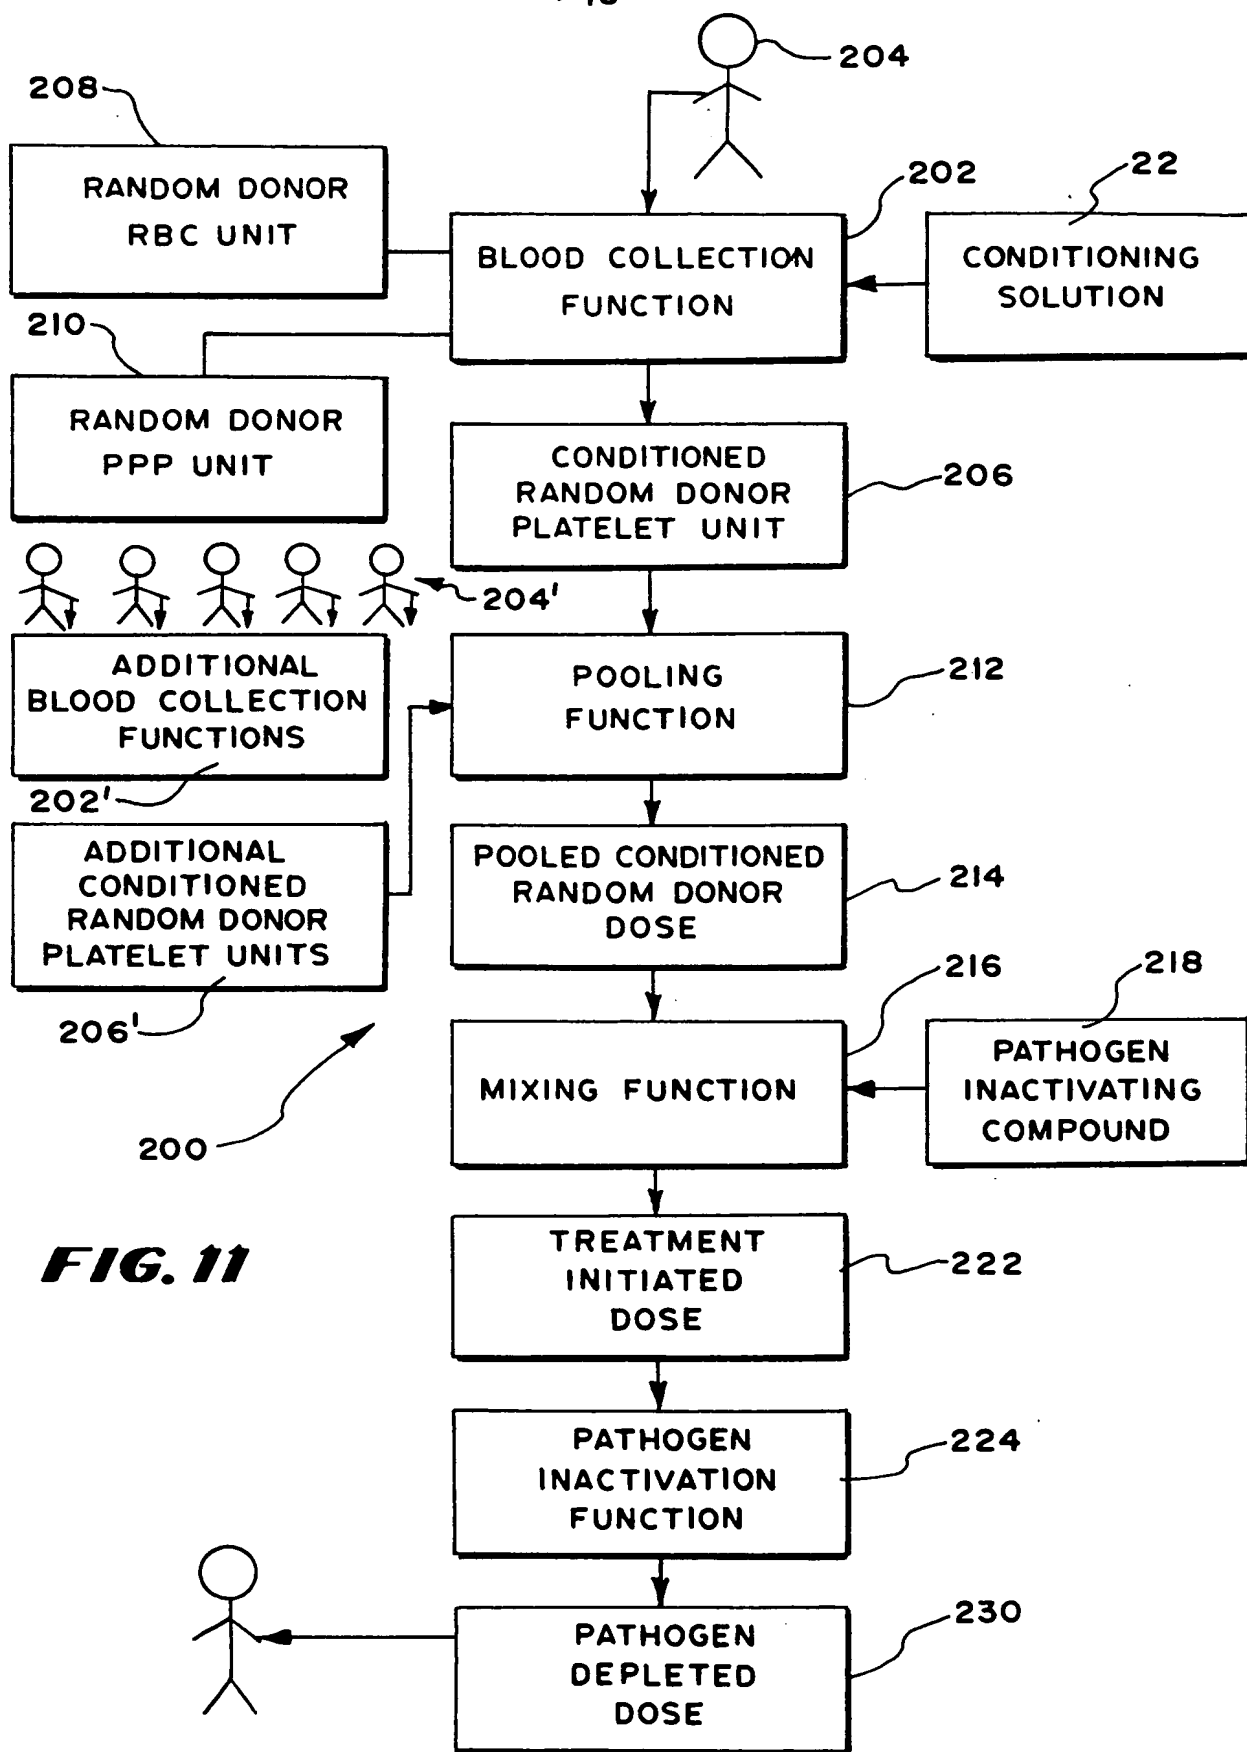 204
208
RANDOM DONOR
RBC UNIT
202
22
BLOOD COLLECTION
FUNCTION
CONDITIONING
SOLUTION
210
RANDOM DONOR
PPP UNIT
CONDITIONED
RANDOM DONOR
PLATELET UNIT
206
204'
ADDITIONAL
BLOOD COLLECTION
FUNCTIONS
202'
POOLING
FUNCTION
212
ADDITIONAL
CONDITIONED
RANDOM DONOR
PLATELET UNITS
206'
POOLED CONDITIONED
RANDOM DONOR
DOSE
214
216
218
MIXING FUNCTION
PATHOGEN
INACTIVATING
COMPOUND
200
FIG. 11
TREATMENT
INITIATED
DOSE
222
PATHOGEN
INACTIVATION
FUNCTION
224
PATHOGEN
DEPLETED
DOSE
230